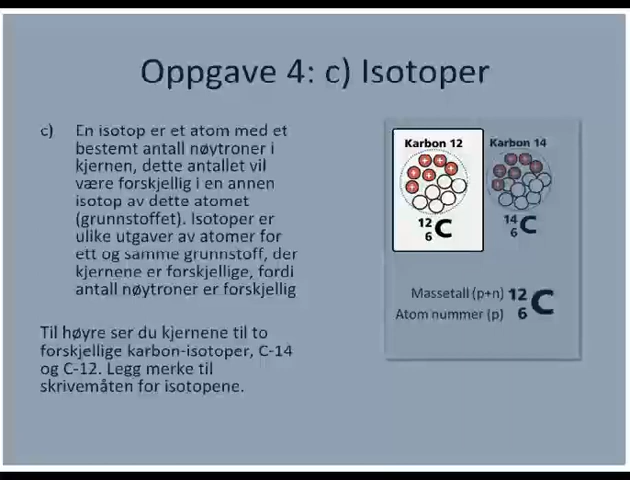 Oppgave 4: c) Isotoper
c) En isotop er et atom med et
bestemt antall nøytroner i
kjernen, dette antallet vil
være forskjellig i en annen
isotop av dette atomet
(grunnstoffet). Isotoper er
ulike utgaver av atomer for
ett og samme grunnstoff, der
kjernene er forskjellige, fordi
antall nøytroner er forskjellig
Til høyre ser du kjernene til to
forskjellige karbon-isotoper, C-14
og C-12. Legg merke til
skrivemåten for isotopene.
Karbon 12
12
6 C
Karbon 14
14
6 C
Massetall (p+n) 12 C
Atom nummer (p) 6